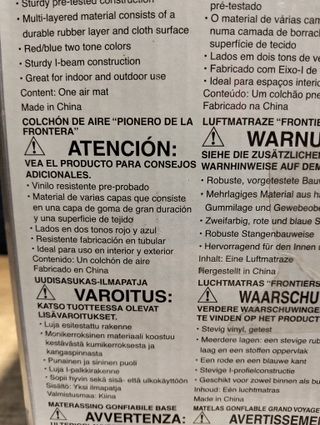 • Sturdy pre-tested construction
• Multi-layered material consists of a
durable rubber layer and cloth surface
• Red/blue two tone colors
• Sturdy I-beam construction
• Great for indoor and outdoor use
Content: One air mat
Made in China
COLCHÓN DE AIRE “PIONERO DE LA
FRONTERA”
ATENCIÓN:
VEA EL PRODUCTO PARA CONSEJOS
ADICIONALES.
• Vinilo resistente pre-probado
• Material de varias capas que consiste
en una capa de goma de gran duración
y una superficie de tejido
• Lados en dos tonos rojo y azul
• Resistente fabricación en tubular
• Ideal para uso en interior y exterior
Contenido: Un colchón de aire
Fabricado en China
UUDISASUKAS-ILMAPATJA
VAROITUS:
KATSO TUOTTEESSA OLEVAT
LISÄVAROITUKSET.
• Luja esitestattu rakenne
• Monikerroksinen materiaali koostuu
kestävästä kumikerroksesta ja
kangaspinnasta
• Punainen ja sininen puoli
• Luja I-palkkirakenne
• Sopii hyvin sekä sisä- että ulkokäyttöön
Sisältö: Yksi ilmapatja
Valmistusmaa: Kiina
MATERASSINO GONFIABILE BASE
AVVERTENZA:
pré-testado
• O material de várias cam
numa camada de borrac
superfície de tecido
• Lados em dois tons de ve
• Fabricado com Eixo-I de
• Ideal para espaços interio
Conteúdo: Um colchão pne
Fabricado na China
LUFTMATRAZE “FRONTIE
WARNU
SIEHE DIE ZUSÄTZLICHEN
WARNHINWEISE AUF DEM
• Robuste, vorgetestete Bauw
• Mehrlagiges Material aus ha
Gummilage und Gewebeobe
• Zweifarbig, rote und blaue S
• Robuste Stangenbauweise
• Hervorragend für den Innen u
Inhalt: Eine Luftmatraze
Hergestellt in China
LUCHTMATRAS “FRONTIERS
WAARSCHU
VERDERE WAARSCHUWINGE
TE VINDEN OP HET PRODUCT
• Stevig vinyl, getest
• Meerdere lagen: een stevige rub
laag en een stoffen oppervlak
• Een rode en een blauwe kant
• Stevige I-profielconstructie
• Geschikt voor zowel binnen als bu
Inhoud: Eén luchtmatras
Made in China
MATELAS GONFLABLE GRAND VOYAGE
AVERTISSEMEN